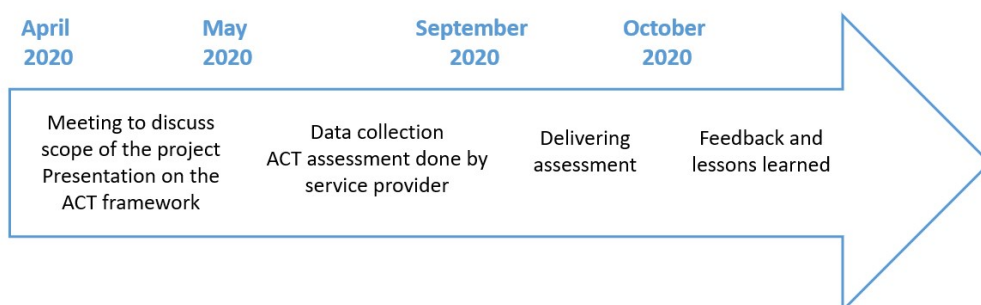 April
2020
May
2020
September
2020
October
2020
Meeting to discuss
scope of the project
Presentation on the
ACT framework
Data collection
ACT assessment done by
service provider
Delivering
assessment
Feedback and
lessons learned